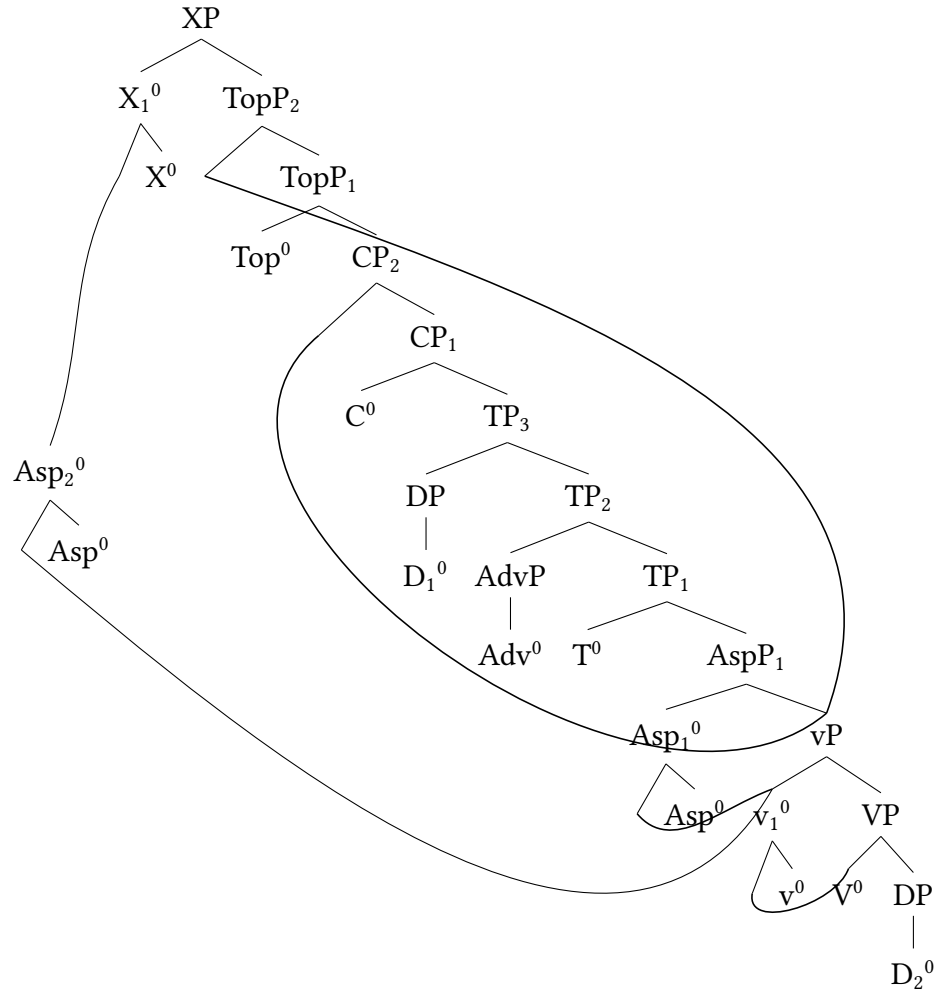 XP
X₁⁰ TopP₂
X⁰ TopP₁
Top⁰ CP₂
CP₁
C⁰ TP₃
Asp₂⁰ DP TP₂
Asp⁰ D₁⁰ AdvP TP₁
Adv⁰ T⁰ AspP₁
Asp₁⁰ vP
Asp⁰ v₁⁰ VP
v⁰ V⁰ DP
D₂⁰